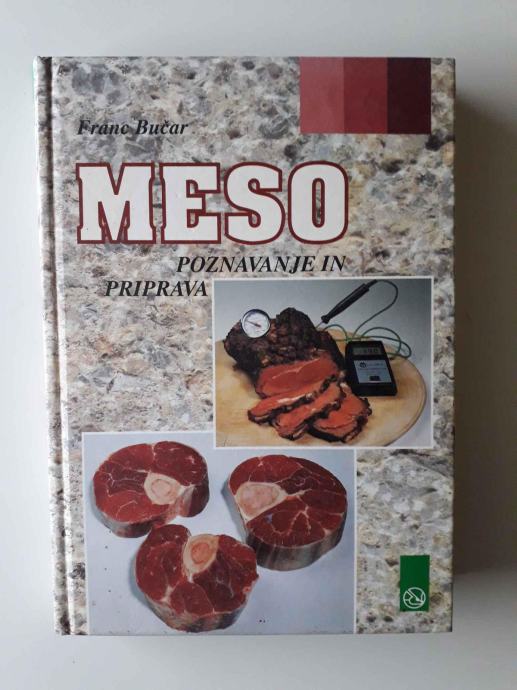 Franc Bučar
MESO
POZNAVANJE IN
PRIPRAVA